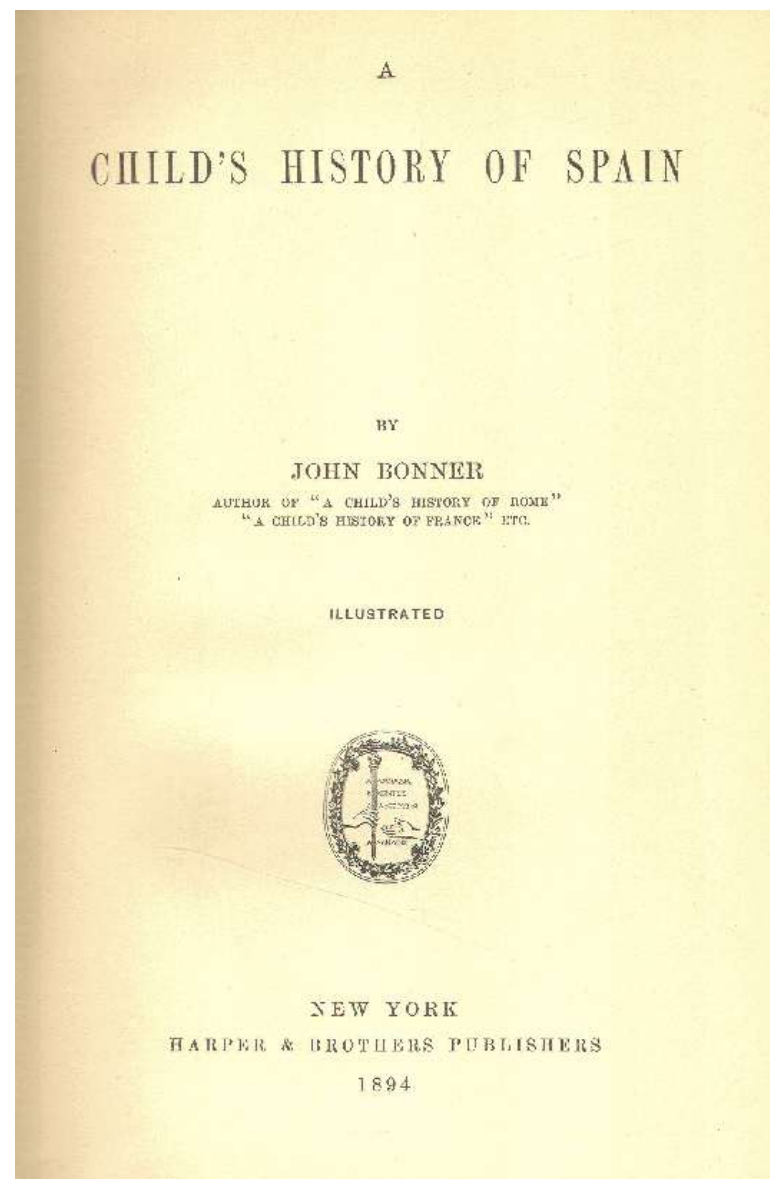 A
CHILD'S HISTORY OF SPAIN
BY
JOHN BONNER
AUTHOR OF "A CHILD'S HISTORY OF ROME"
"A CHILD'S HISTORY OF FRANCE" ETC.
ILLUSTRATED
NEW YORK
HARPER & BROTHERS PUBLISHERS
1894